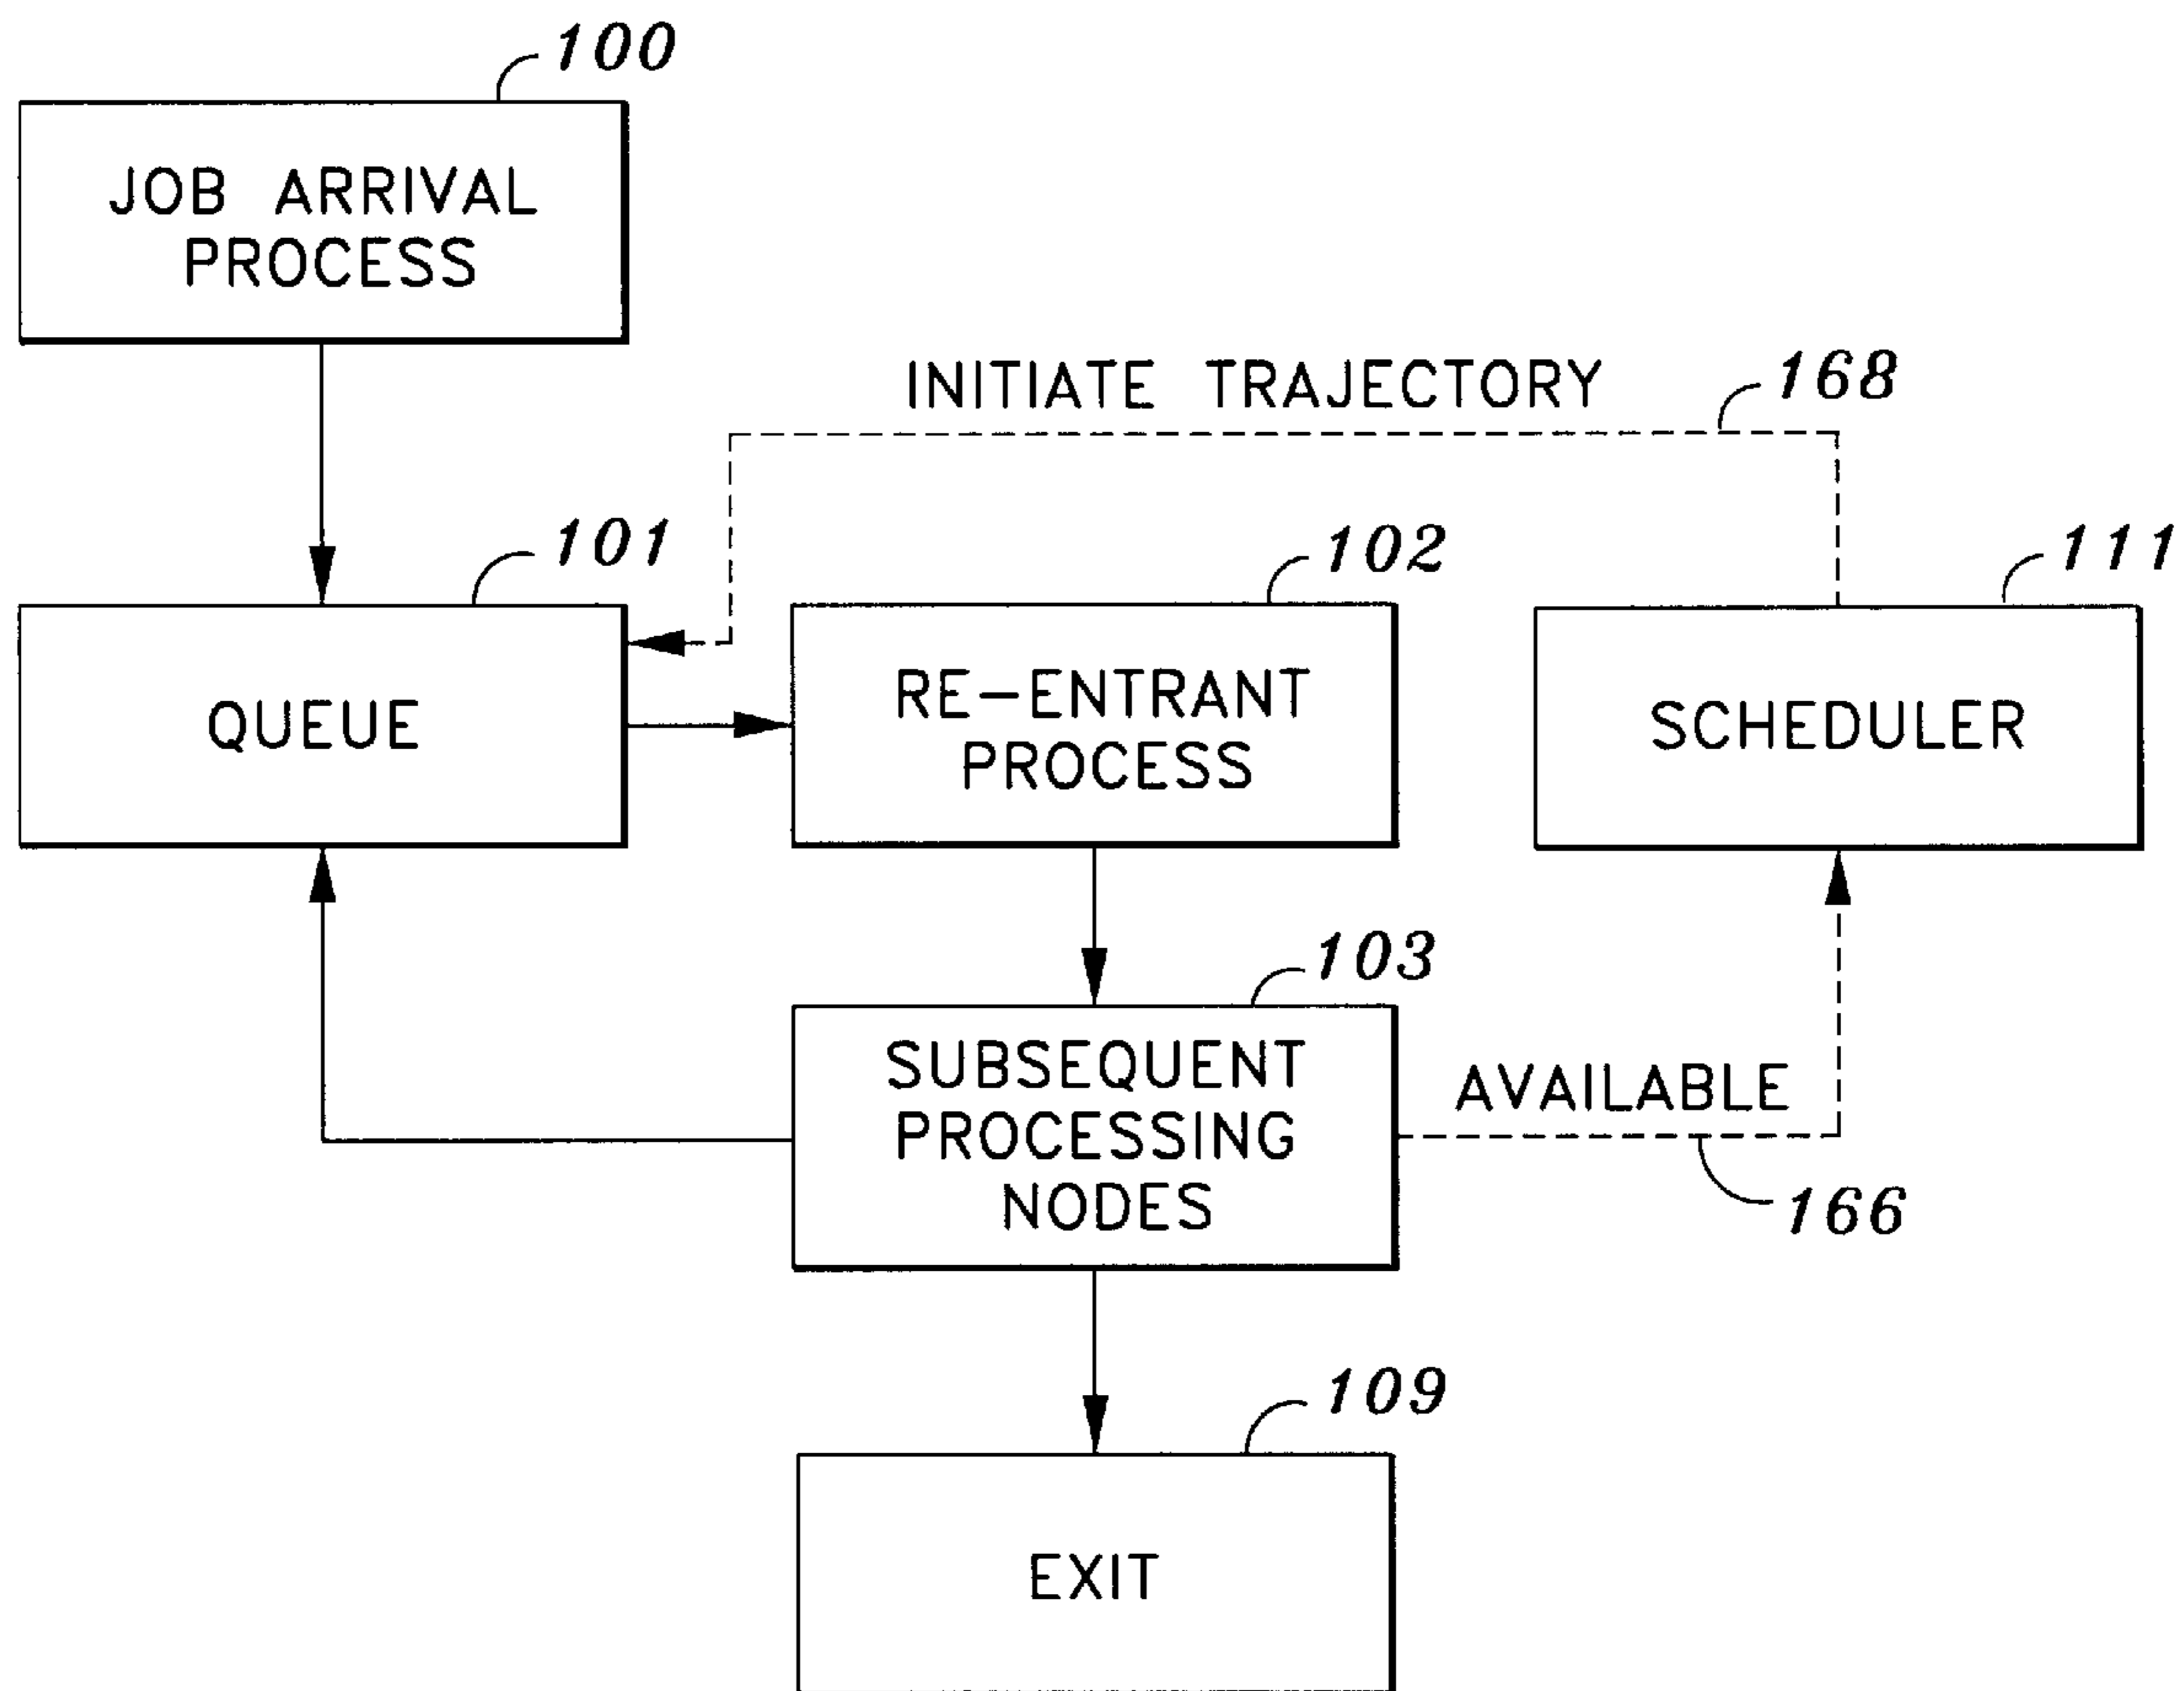 100
JOB ARRIVAL
PROCESS
INITIATE TRAJECTORY
168
101
102
111
QUEUE
RE-ENTRANT
PROCESS
SCHEDULER
103
SUBSEQUENT
PROCESSING
NODES
AVAILABLE
166
109
EXIT